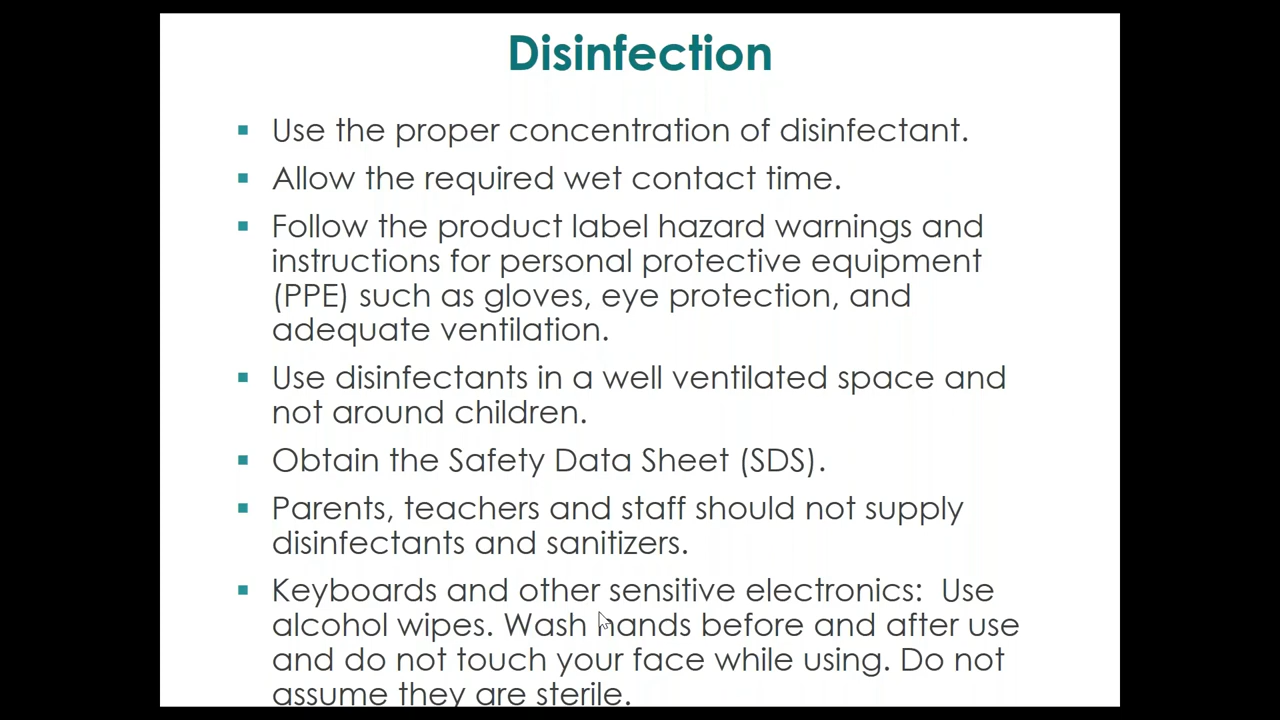 Disinfection
▪ Use the proper concentration of disinfectant.
▪ Allow the required wet contact time.
▪ Follow the product label hazard warnings and
instructions for personal protective equipment
(PPE) such as gloves, eye protection, and
adequate ventilation.
▪ Use disinfectants in a well ventilated space and
not around children.
▪ Obtain the Safety Data Sheet (SDS).
▪ Parents, teachers and staff should not supply
disinfectants and sanitizers.
▪ Keyboards and other sensitive electronics:  Use
alcohol wipes. Wash hands before and after use
and do not touch your face while using. Do not
assume they are sterile.